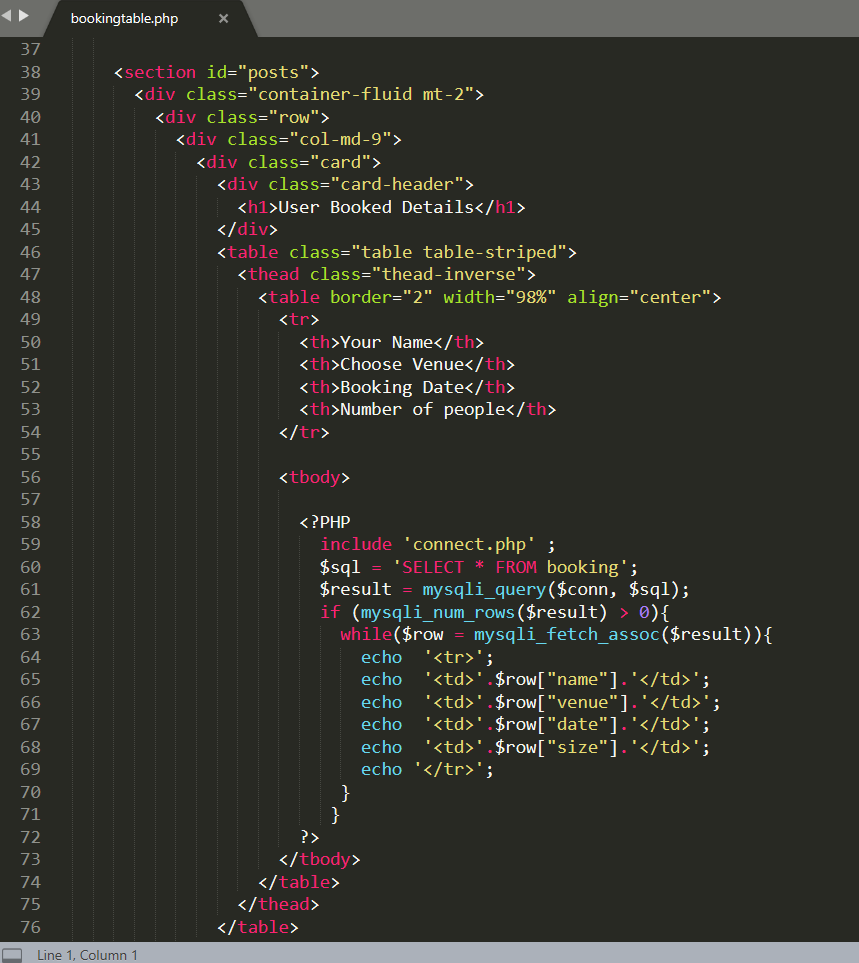 bookingtable.php ×
37
38 <section id="posts">
39 <div class="container-fluid mt-2">
40 <div class="row">
41 <div class="col-md-9">
42 <div class="card">
43 <div class="card-header">
44 <h1>User Booked Details</h1>
45 </div>
46 <table class="table table-striped">
47 <thead class="thead-inverse">
48 <table border="2" width="98%" align="center">
49 <tr>
50 <th>Your Name</th>
51 <th>Choose Venue</th>
52 <th>Booking Date</th>
53 <th>Number of people</th>
54 </tr>
55
56 <tbody>
57
58 <?PHP
59 include 'connect.php' ;
60 $sql = 'SELECT * FROM booking';
61 $result = mysqli_query($conn, $sql);
62 if (mysqli_num_rows($result) > 0){
63 while($row = mysqli_fetch_assoc($result)){
64 echo  '<tr>';
65 echo  '<td>'.$row["name"].'</td>';
66 echo  '<td>'.$row["venue"].'</td>';
67 echo  '<td>'.$row["date"].'</td>';
68 echo  '<td>'.$row["size"].'</td>';
69 echo '</tr>';
70 }
71 }
72 ?>
73 </tbody>
74 </table>
75 </thead>
76 </table>
Line 1, Column 1